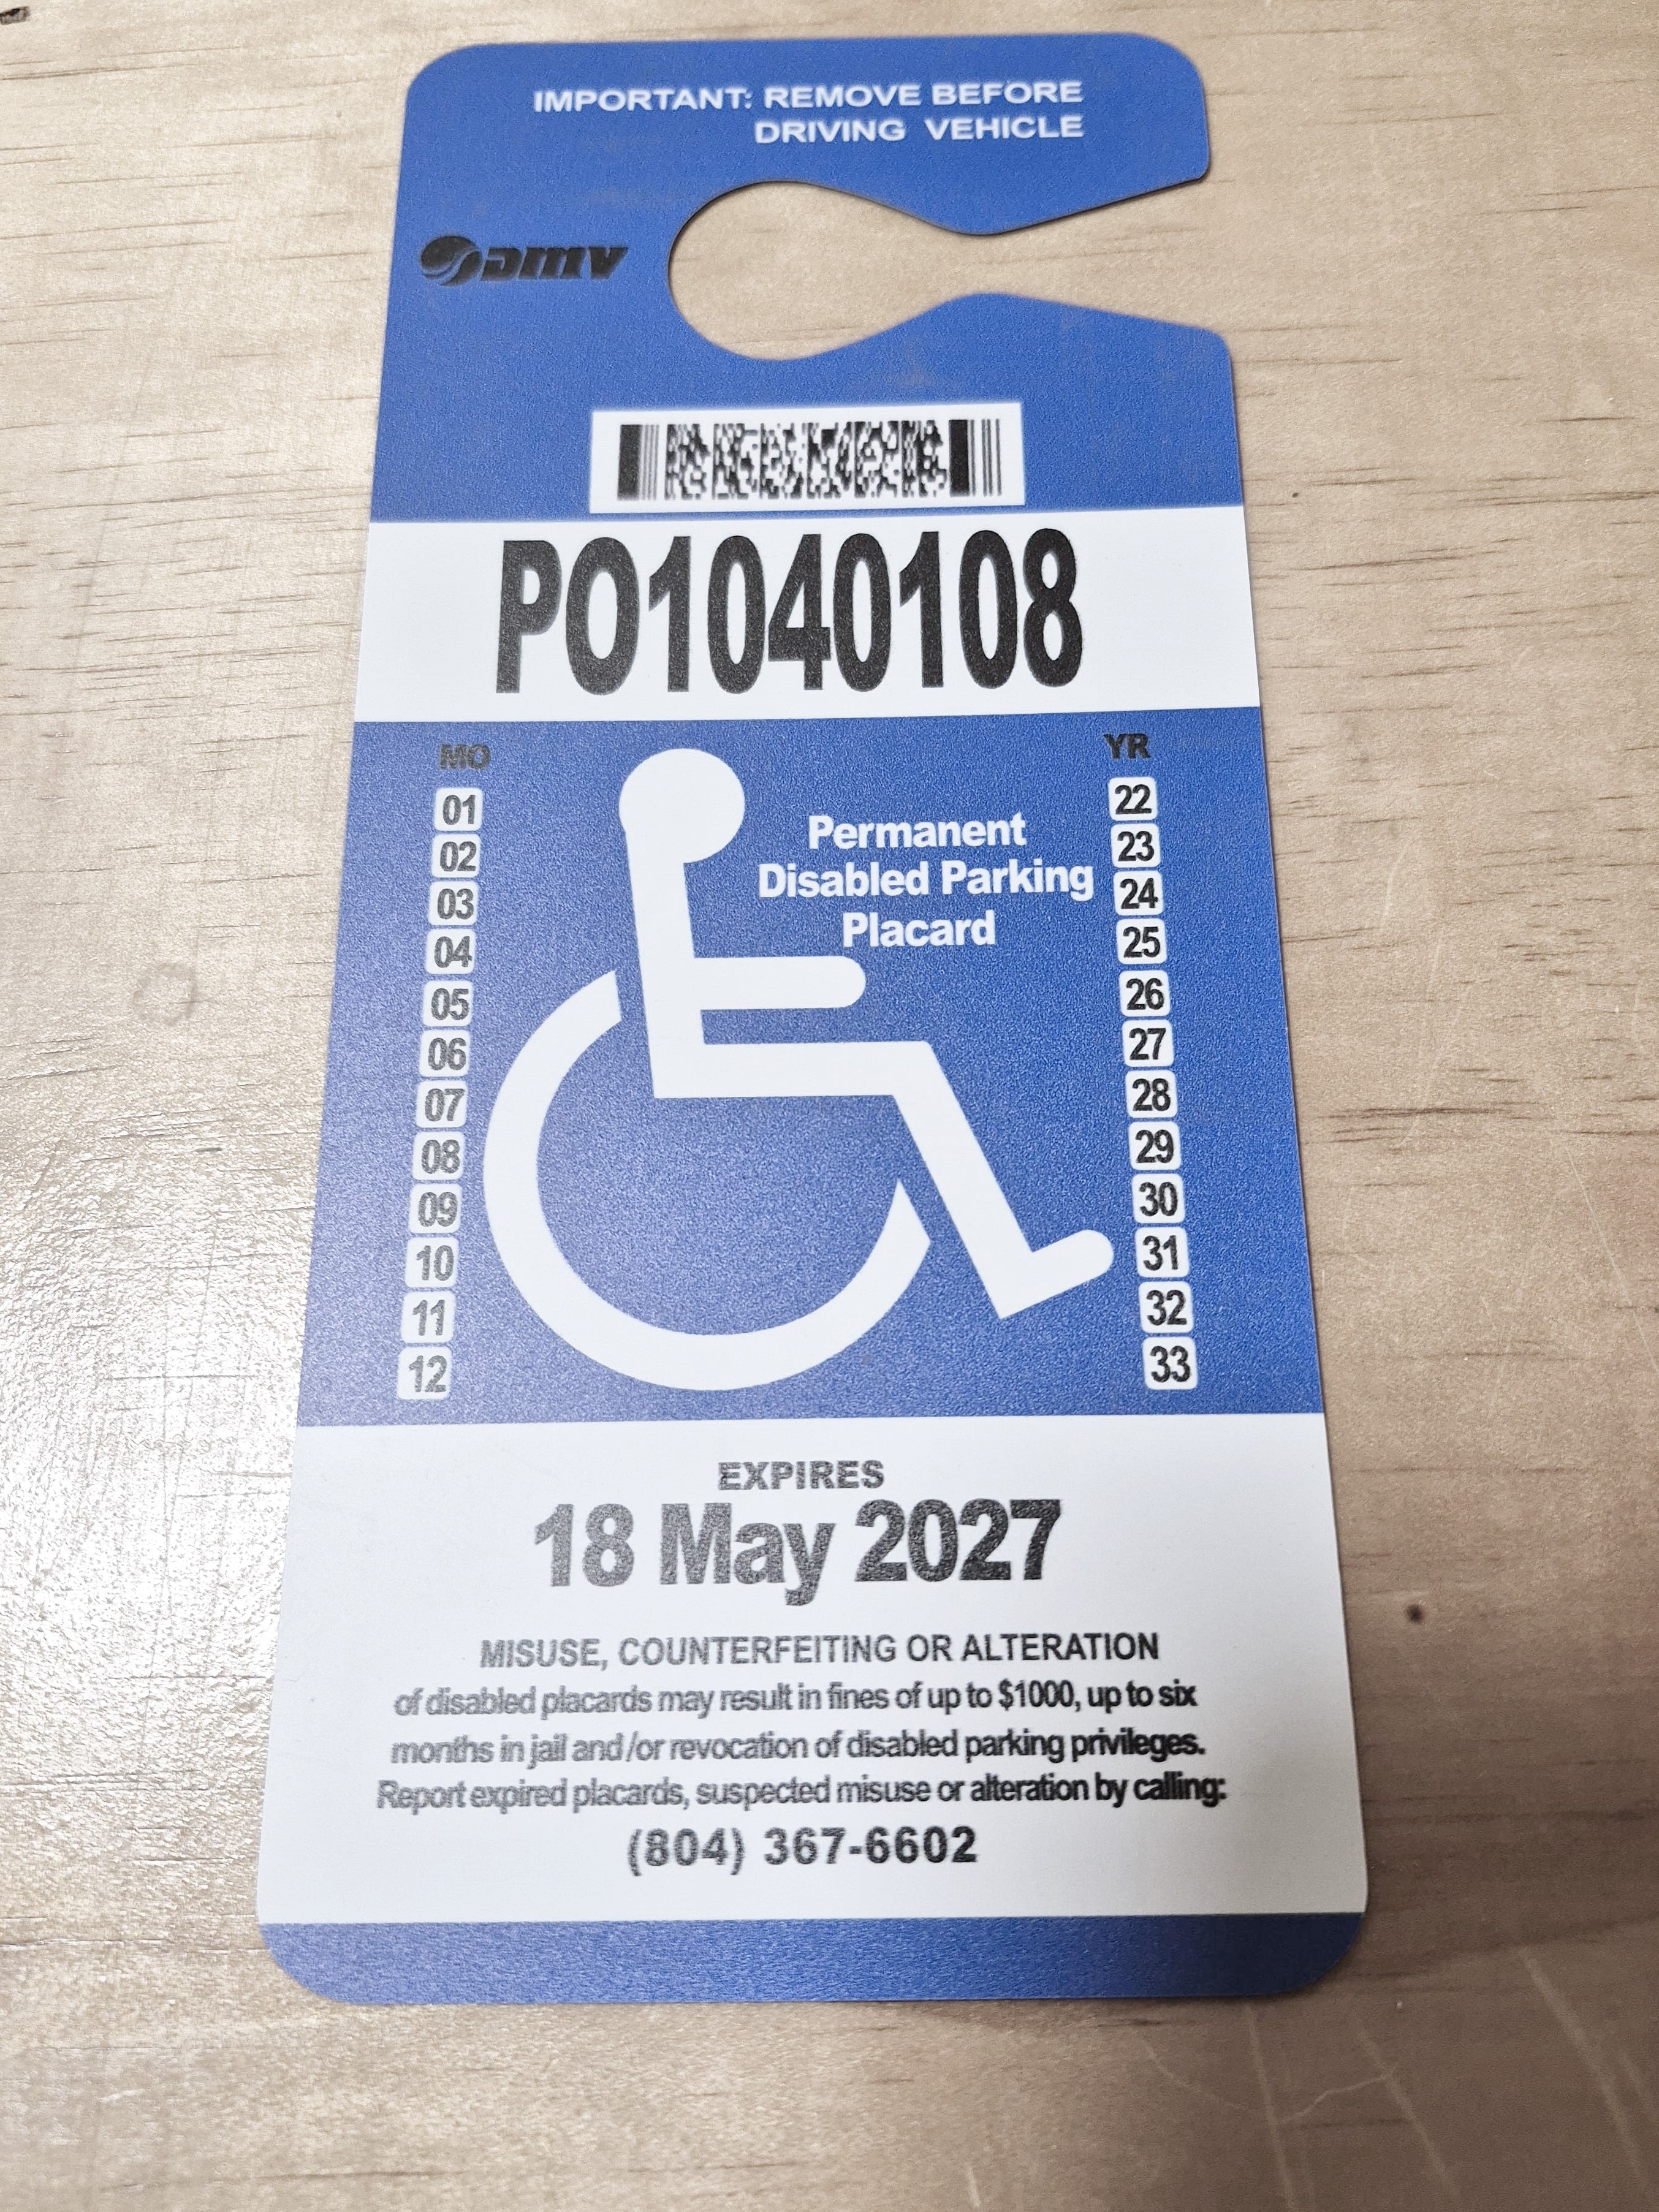 IMPORTANT: REMOVE BEFORE
DRIVING VEHICLE
DMV
PO1040108
MO
YR
01
02
03
04
05
06
07
08
09
10
11
12
Permanent
Disabled Parking
Placard
22
23
24
25
26
27
28
29
30
31
32
33
EXPIRES
18 May 2027
MISUSE, COUNTERFEITING OR ALTERATION
of disabled placards may result in fines of up to $1000, up to six
months in jail and/or revocation of disabled parking privileges.
Report expired placards, suspected misuse or alteration by calling:
(804) 367-6602